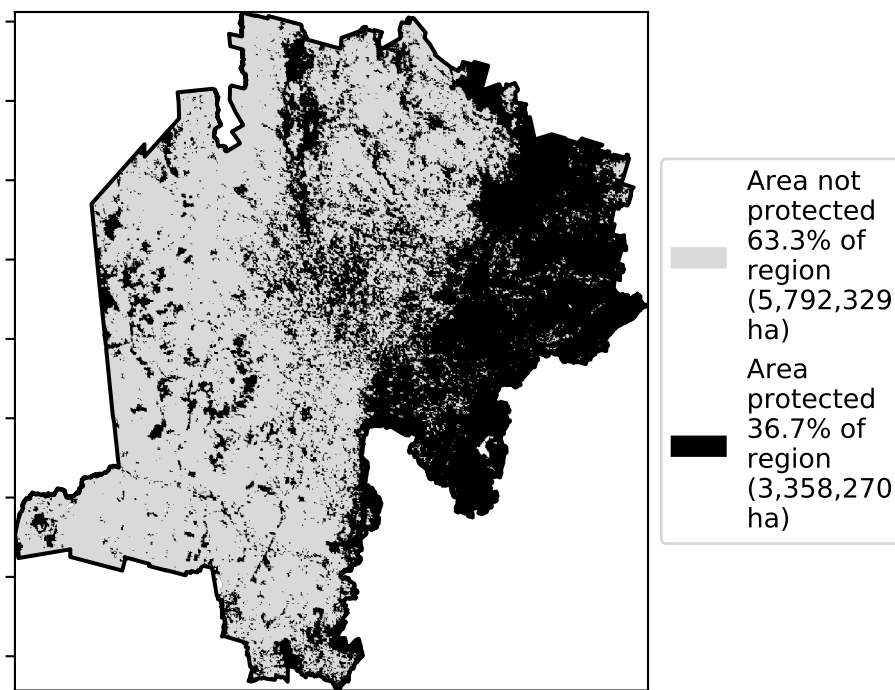 Area not
protected
63.3% of
region
(5,792,329
ha)
Area
protected
36.7% of
region
(3,358,270
ha)